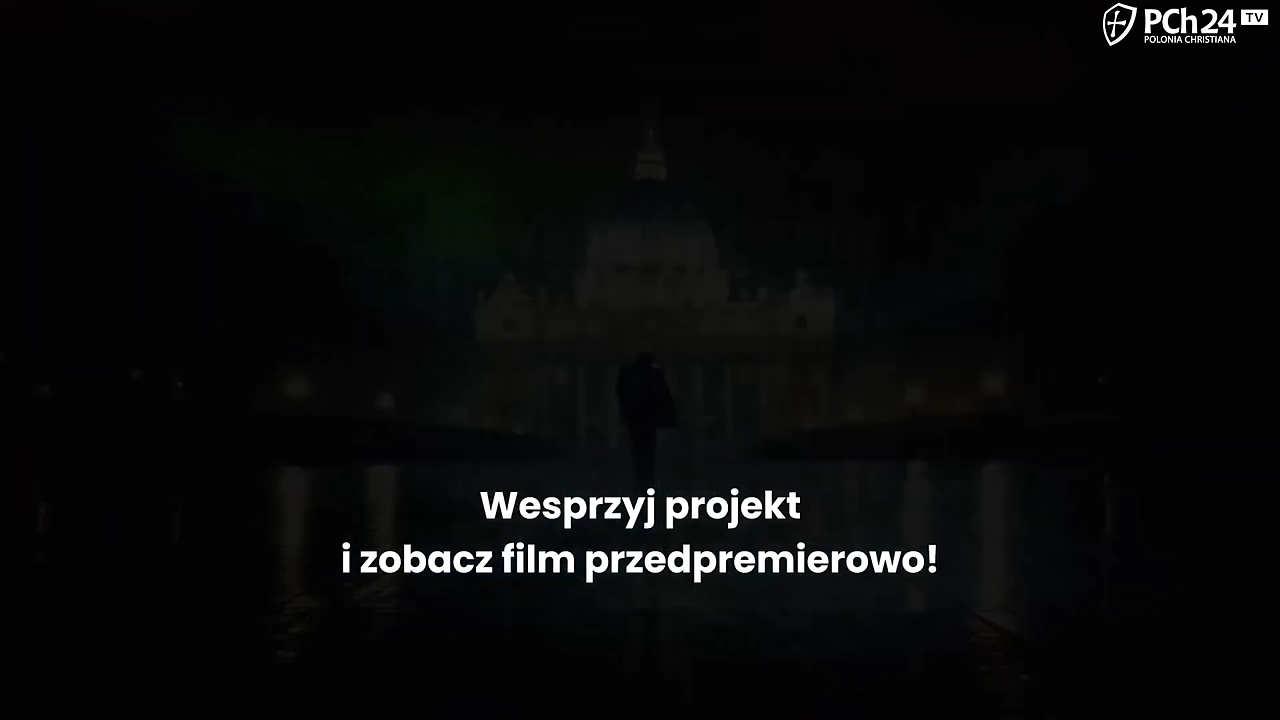 PCh24 TV
POLONIA CHRISTIANA
Wesprzyj projekt
i zobacz film przedpremierowo!